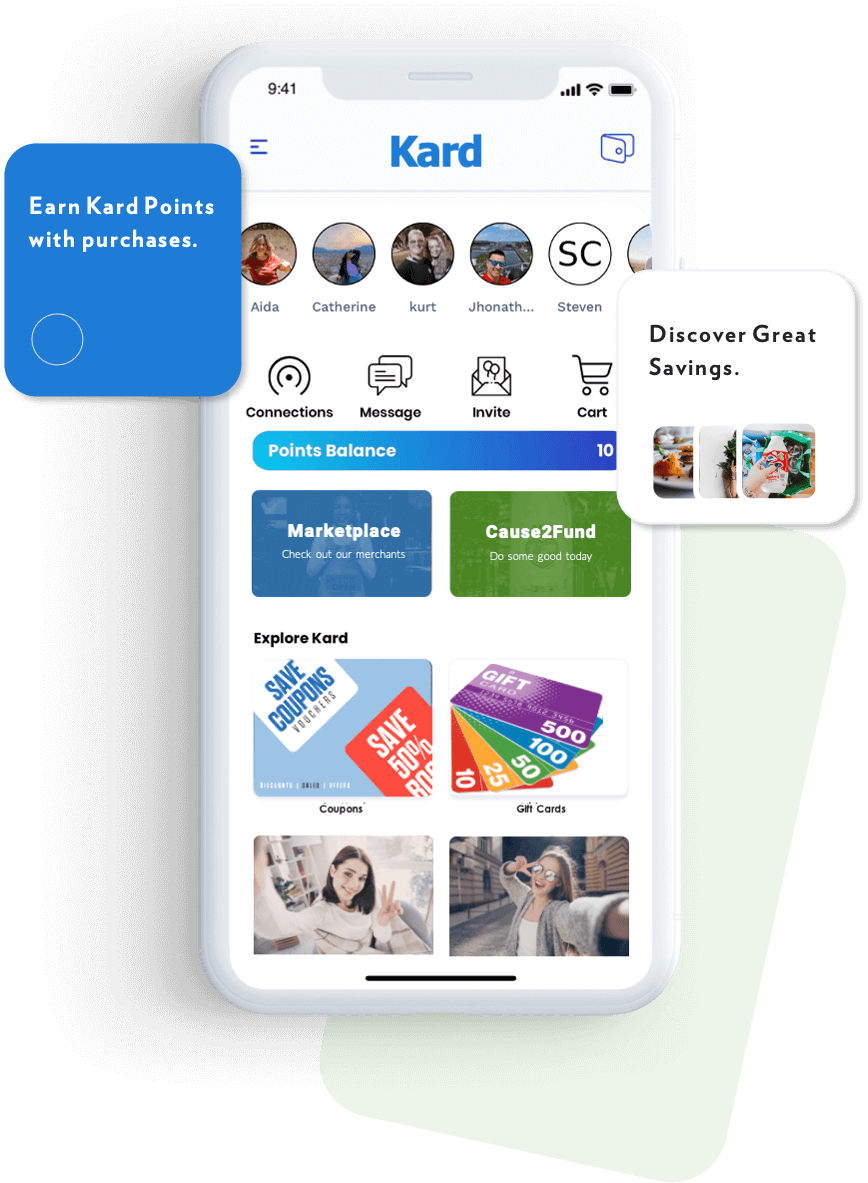 9:41
Kard
Earn Kard Points
with purchases.
SC
Aida
Catherine
kurt
Jhonath...
Steven
Discover Great
Savings.
Connections
Message
Invite
Cart
Points Balance
10
Marketplace
Check out our merchants
Cause2Fund
Do some good today
Explore Kard
SAVE
COUPONS
VOUCHERS
SAVE
50%
DISCOUNTS | SALES | OFFERS
GIFT
CARD
500
100
50
25
10
Coupons
Gift Cards